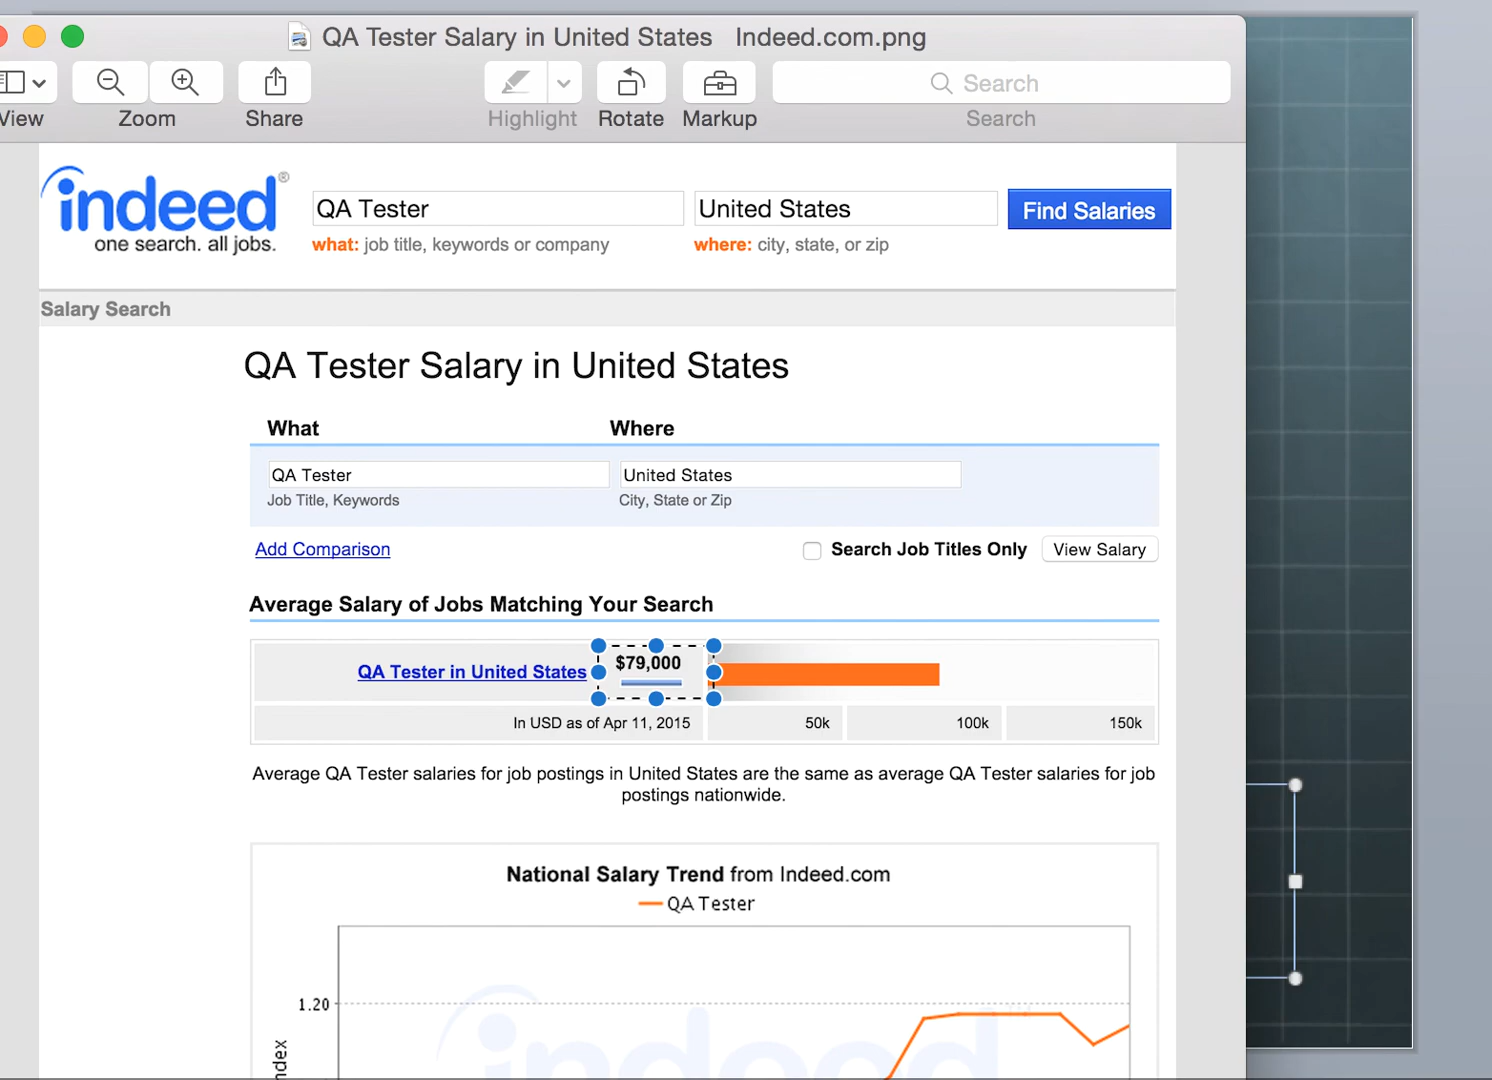 QA Tester Salary in United States   Indeed.com.png
View
Zoom
Share
Highlight
Rotate
Markup
Search
Search
indeed®
one search. all jobs.
QA Tester
United States
Find Salaries
what: job title, keywords or company
where: city, state, or zip
Salary Search
QA Tester Salary in United States
What
Where
QA Tester
United States
Job Title, Keywords
City, State or Zip
Add Comparison
Search Job Titles Only
View Salary
Average Salary of Jobs Matching Your Search
QA Tester in United States
$79,000
In USD as of Apr 11, 2015
50k
100k
150k
Average QA Tester salaries for job postings in United States are the same as average QA Tester salaries for job
postings nationwide.
National Salary Trend from Indeed.com
QA Tester
1.20
indeed